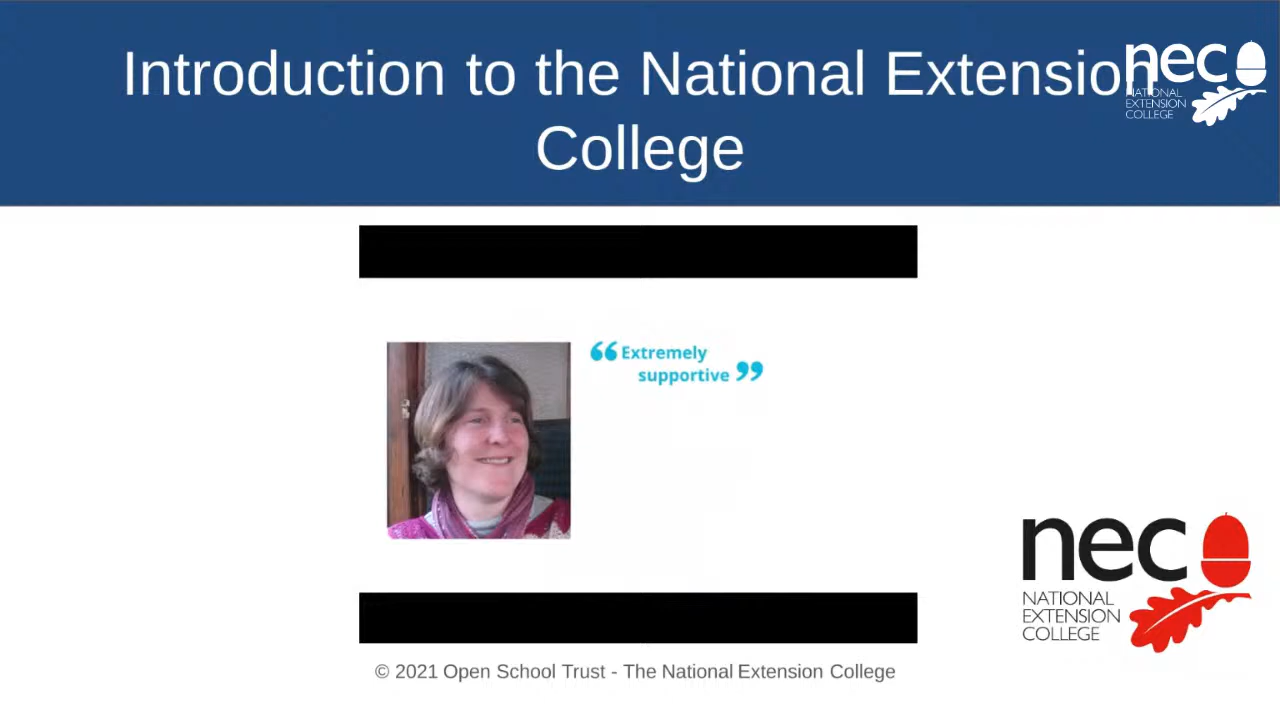 Introduction to the National Extension
College
nec
NATIONAL
EXTENSION
COLLEGE
“Extremely
supportive”
nec
NATIONAL
EXTENSION
COLLEGE
© 2021 Open School Trust - The National Extension College